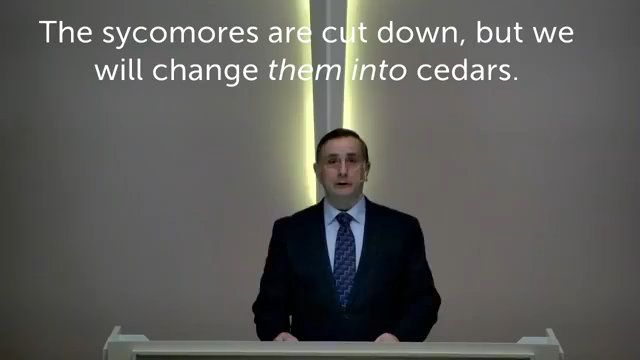 The sycomores are cut down, but we
will change them into cedars.